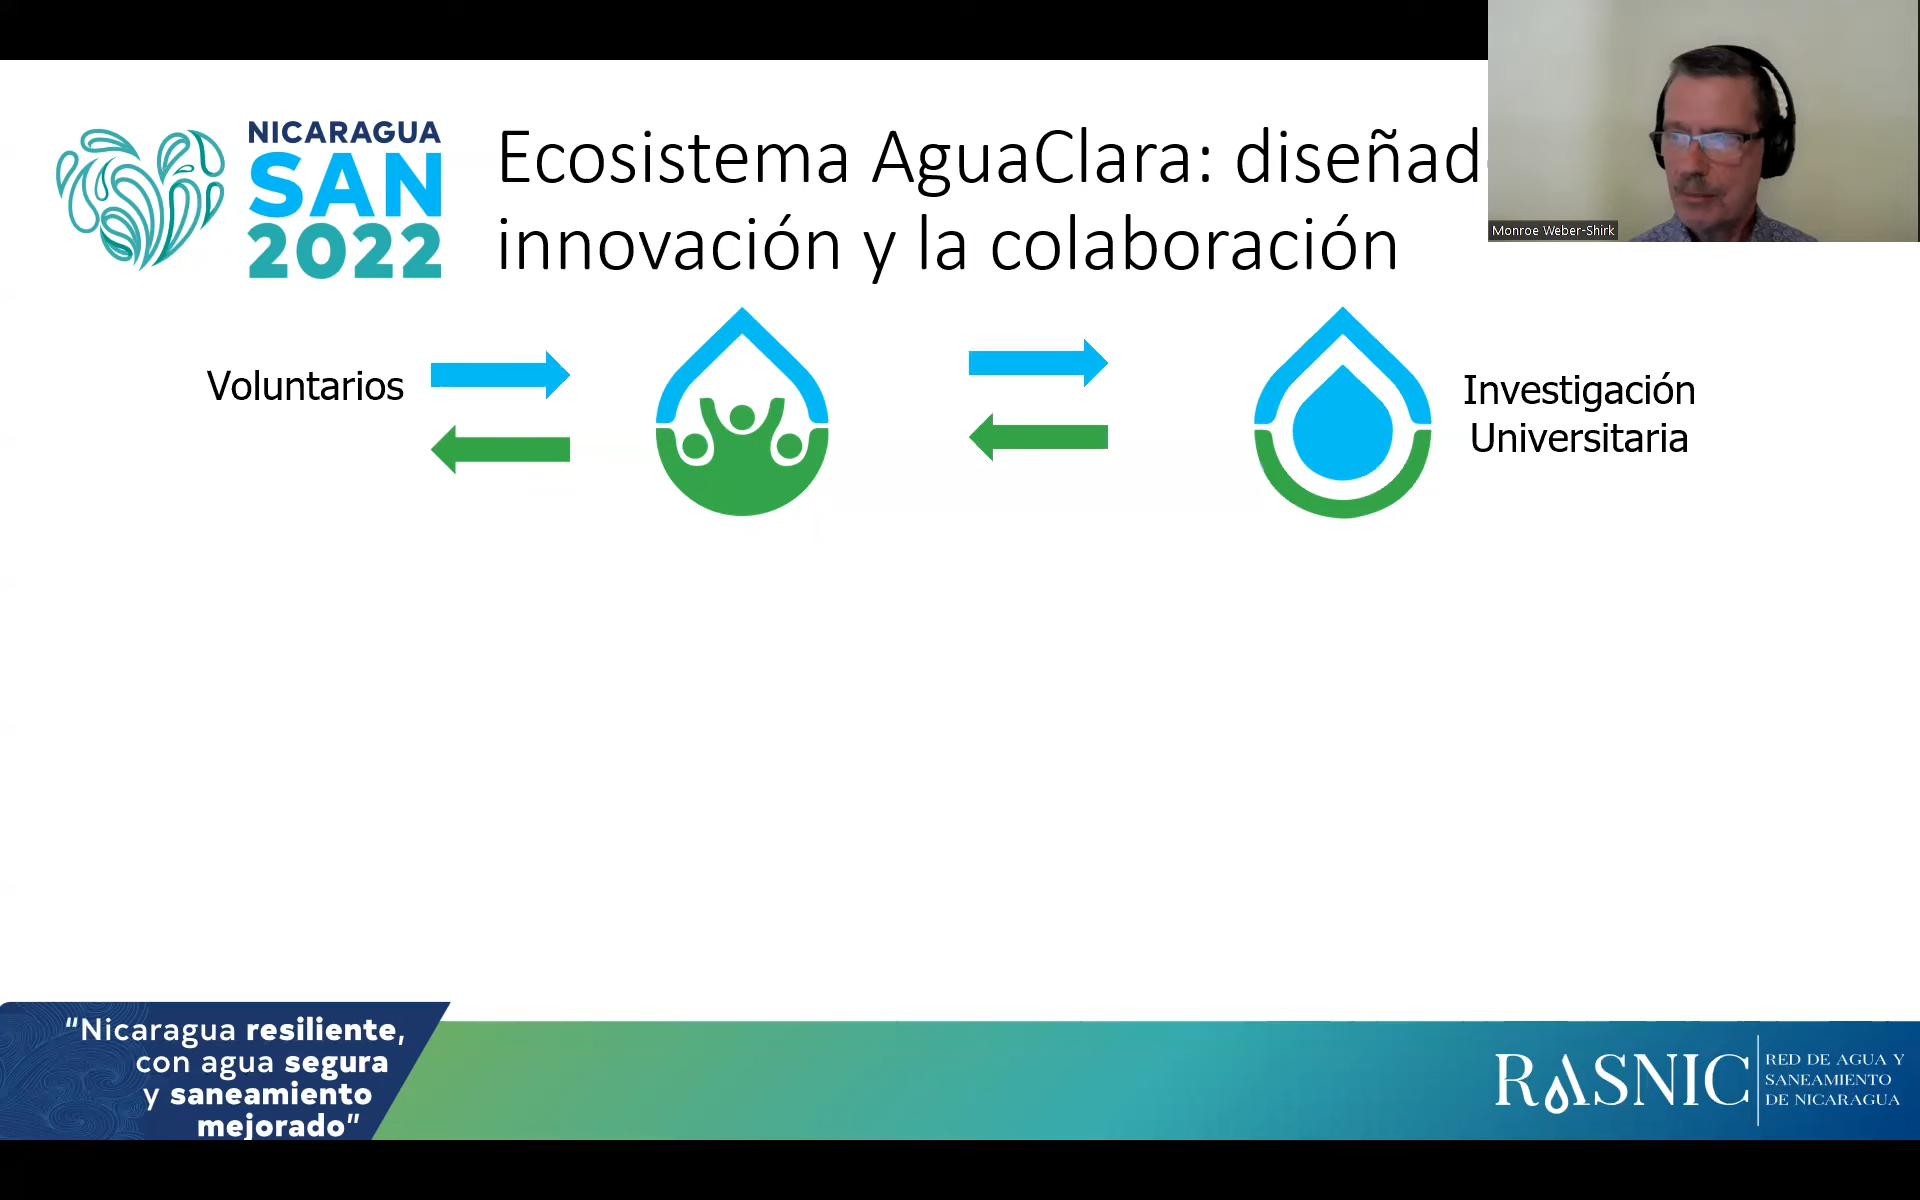 NICARAGUA
SAN
2022
Ecosistema AguaClara: diseñad
innovación y la colaboración
Monroe Weber-Shirk
Voluntarios
Investigación
Universitaria
“Nicaragua resiliente,
con agua segura
y saneamiento
mejorado”
RASNIC
RED DE AGUA Y
SANEAMIENTO
DE NICARAGUA